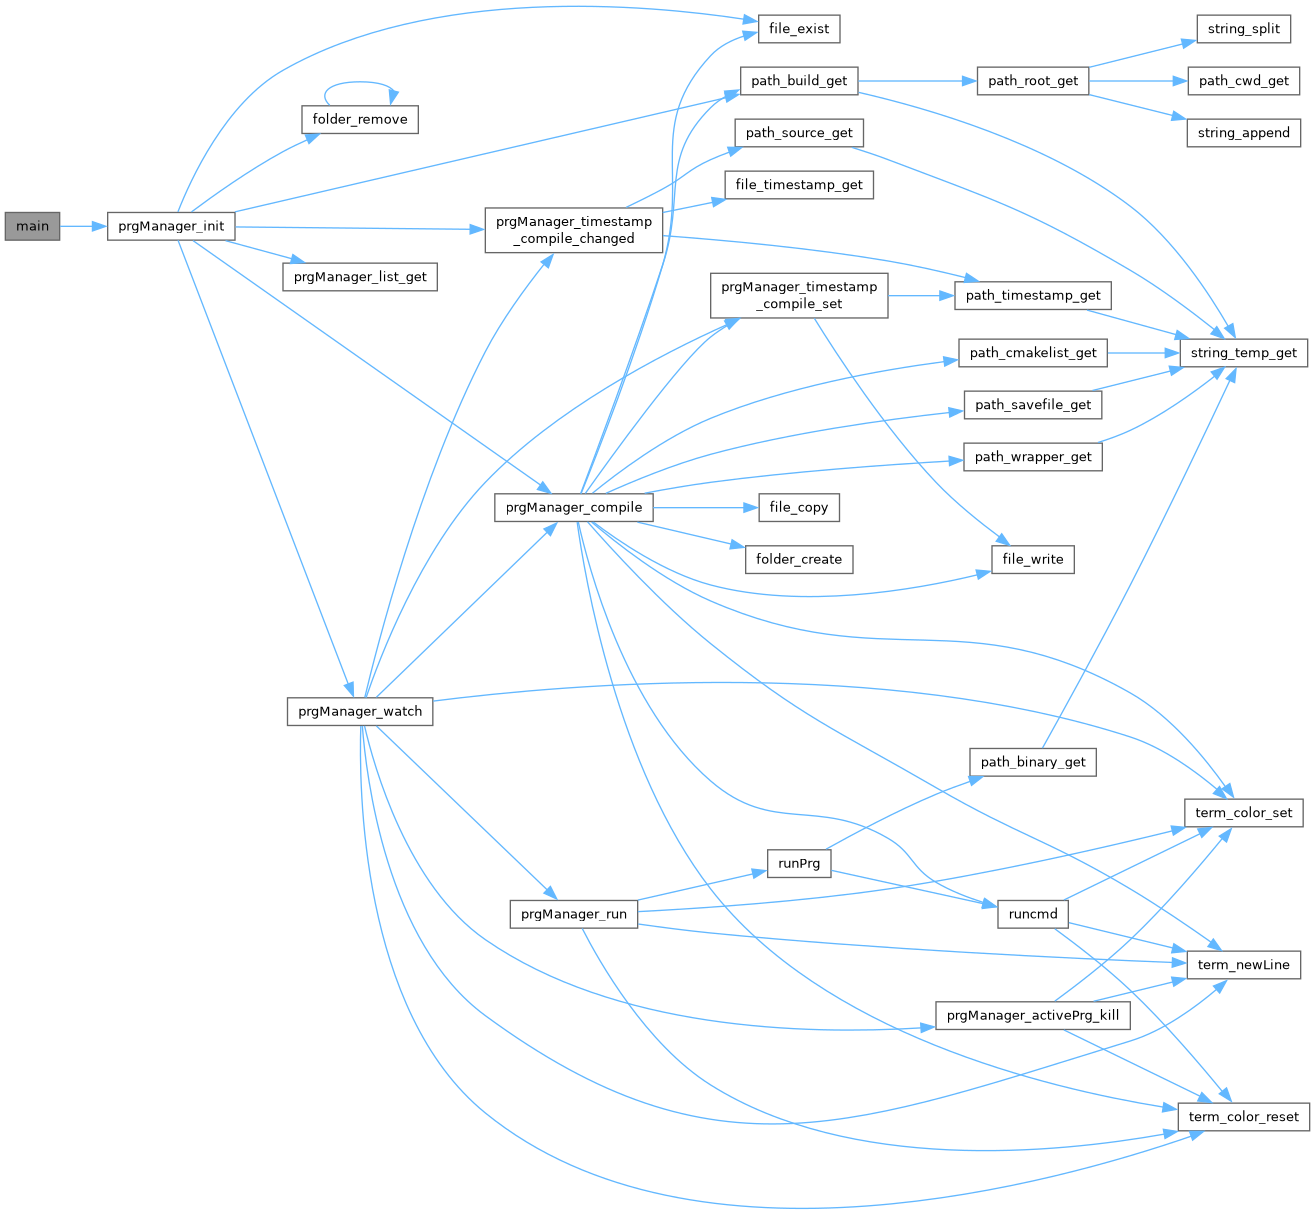 file_exist
string_split
path_build_get
path_root_get
path_cwd_get
folder_remove
path_source_get
string_append
file_timestamp_get
main
prgManager_init
prgManager_timestamp
_compile_changed
prgManager_list_get
prgManager_timestamp
_compile_set
path_timestamp_get
path_cmakelist_get
string_temp_get
path_savefile_get
path_wrapper_get
prgManager_compile
file_copy
folder_create
file_write
prgManager_watch
path_binary_get
term_color_set
runPrg
prgManager_run
runcmd
term_newLine
prgManager_activePrg_kill
term_color_reset